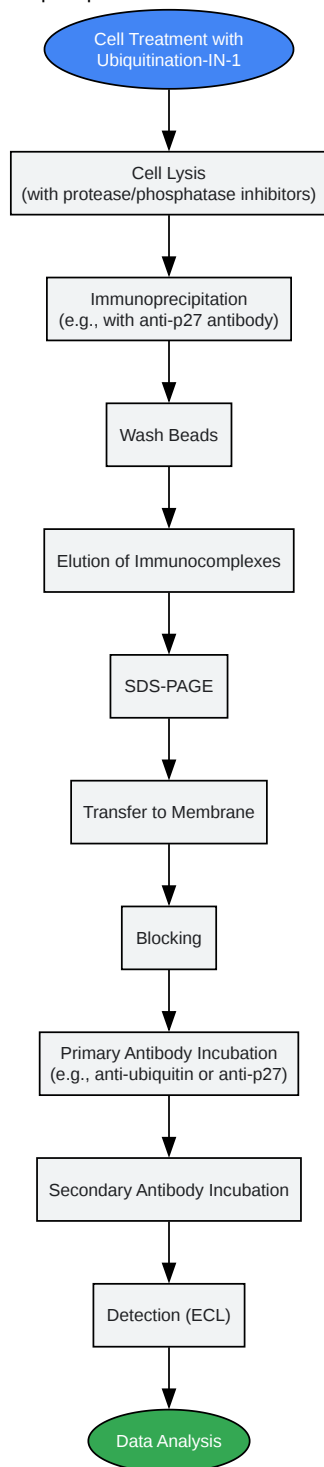 Cell Treatment with
Ubiquitination-IN-1
Cell Lysis
(with protease/phosphatase inhibitors)
Immunoprecipitation
(e.g., with anti-p27 antibody)
Wash Beads
Elution of Immunocomplexes
SDS-PAGE
Transfer to Membrane
Blocking
Primary Antibody Incubation
(e.g., anti-ubiquitin or anti-p27)
Secondary Antibody Incubation
Detection (ECL)
Data Analysis